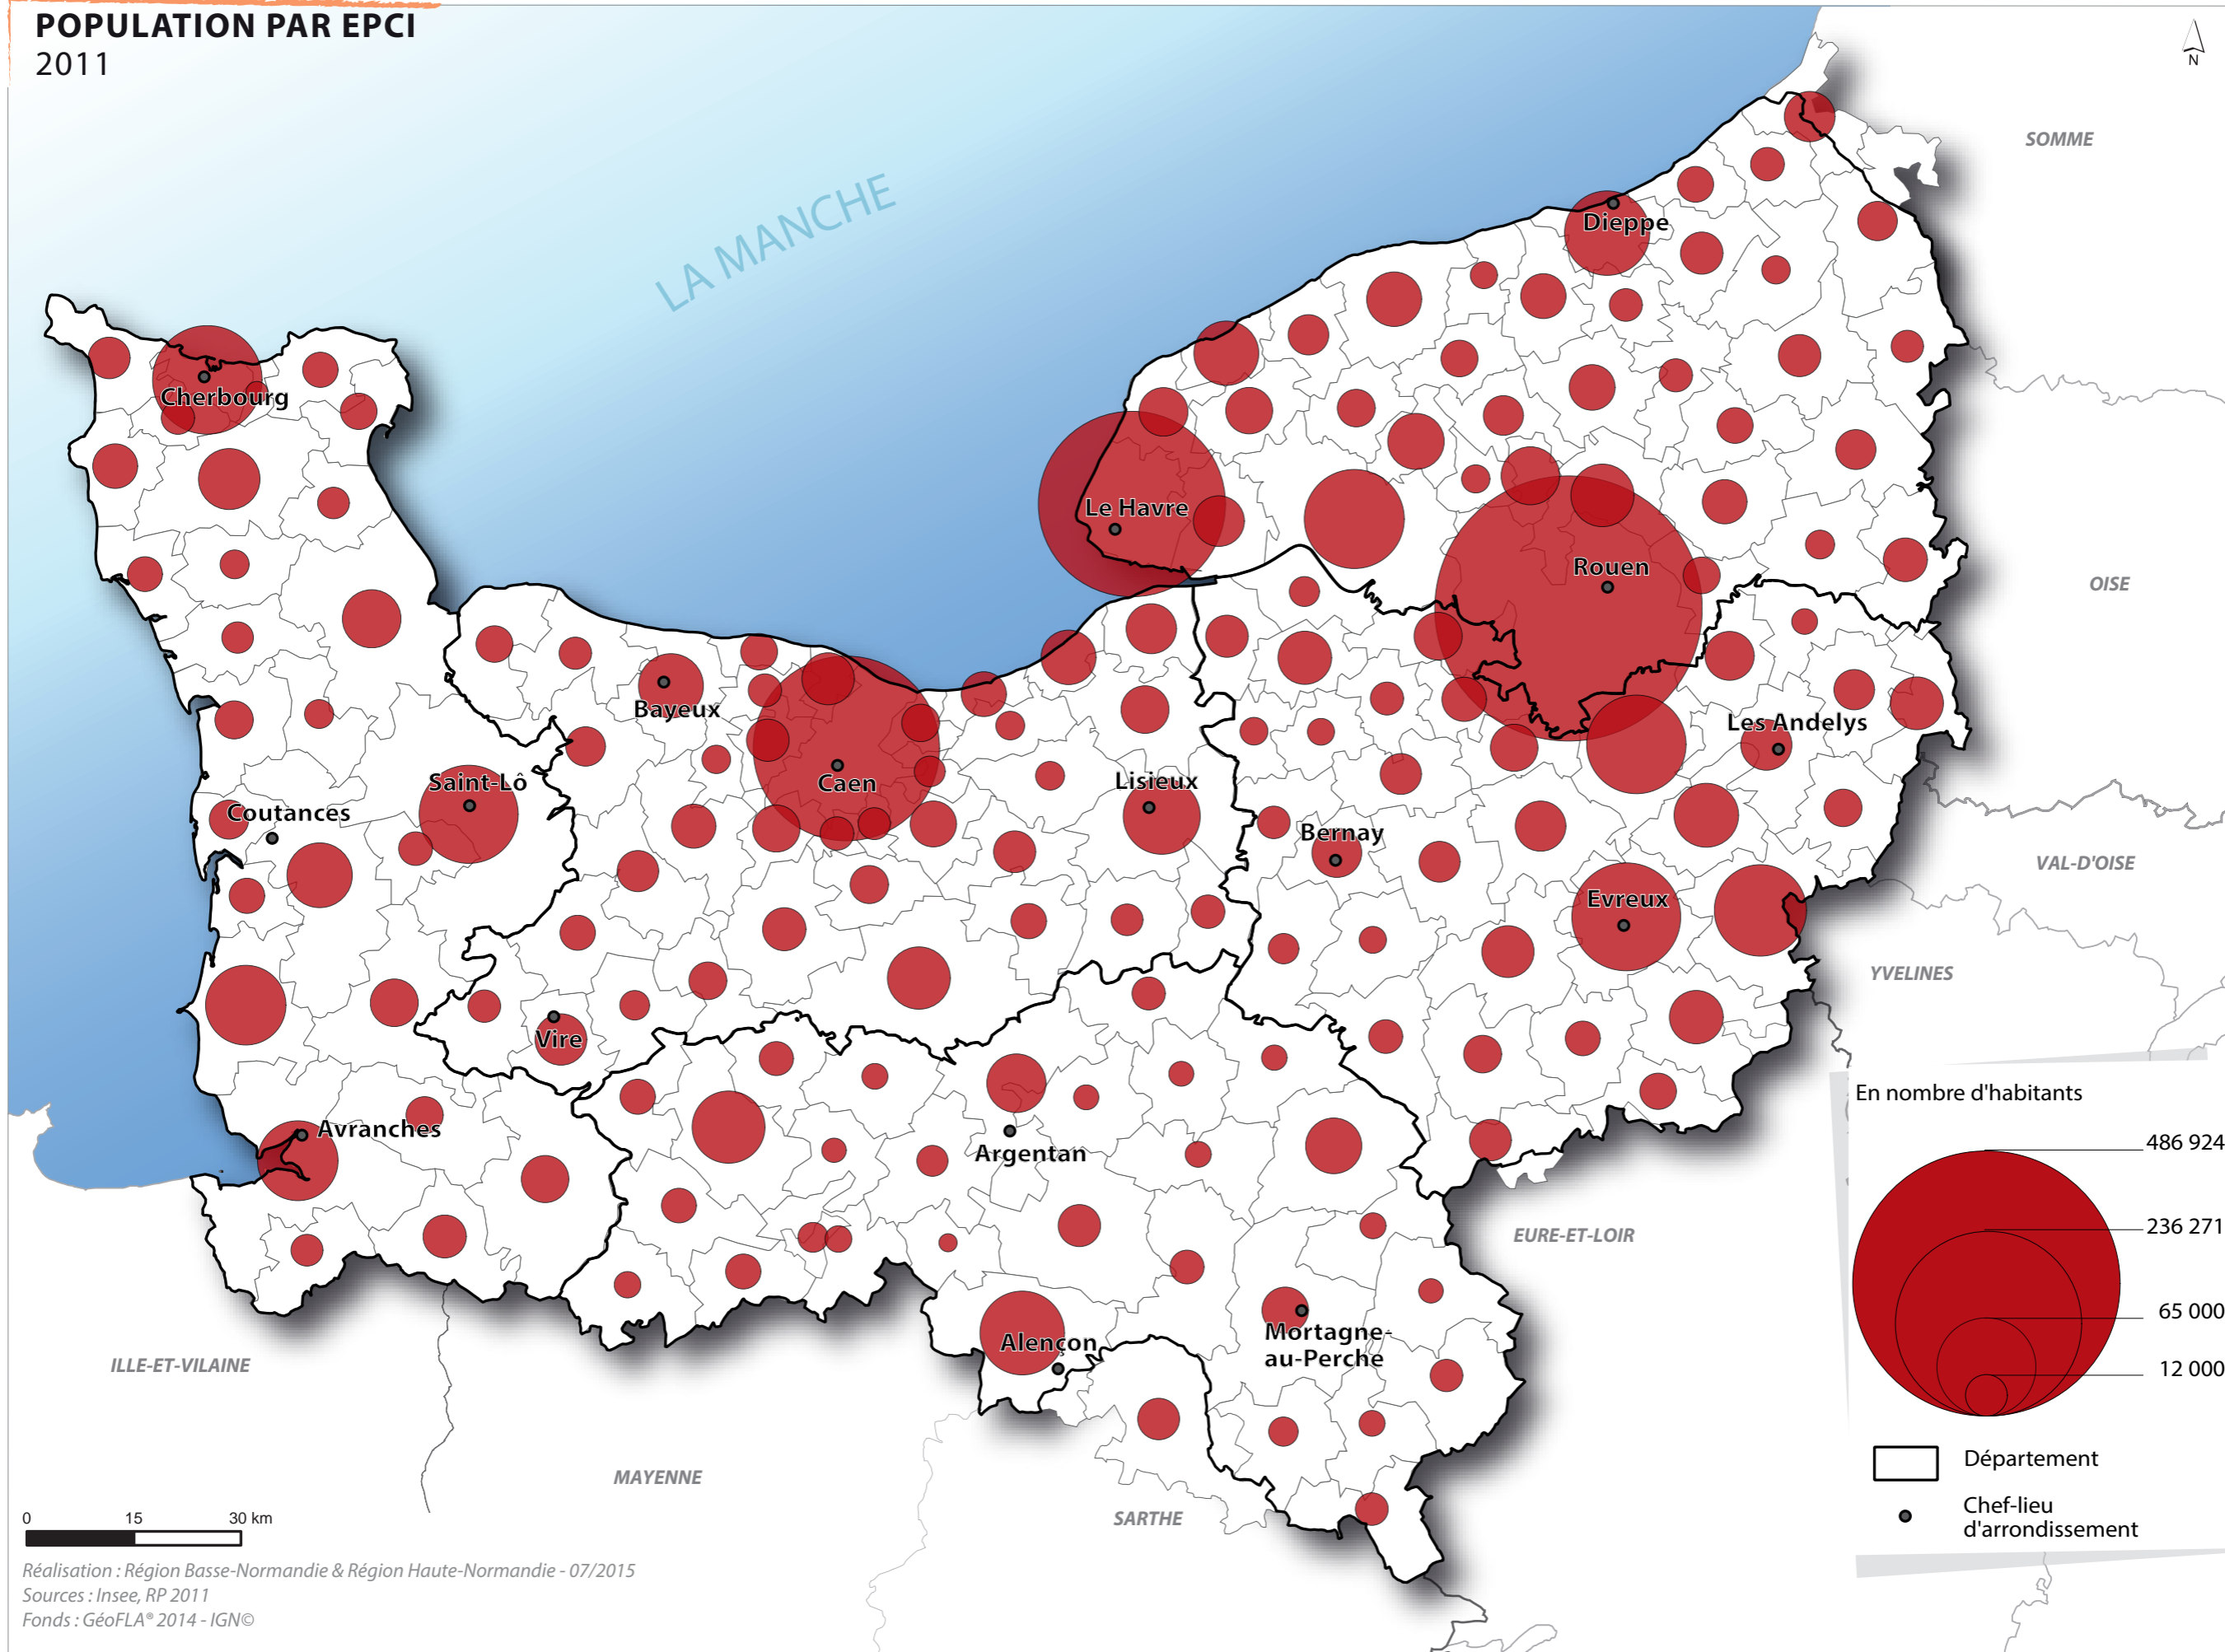 POPULATION PAR EPCI
2011
N
SOMME
LA MANCHE
Dieppe
Cherbourg
Le Havre
Rouen
OISE
Bayeux
Les Andelys
Saint-Lô
Caen
Lisieux
Coutances
Bernay
VAL-D'OISE
Evreux
YVELINES
Vire
En nombre d'habitants
Avranches
Argentan
486 924
EURE-ET-LOIR
236 271
65 000
Alençon
Mortagne-
au-Perche
ILLE-ET-VILAINE
12 000
Département
MAYENNE
SARTHE
Chef-lieu
d'arrondissement
0 15 30 km
Réalisation : Région Basse-Normandie & Région Haute-Normandie - 07/2015
Sources : Insee, RP 2011
Fonds : GéoFLA® 2014 - IGN©